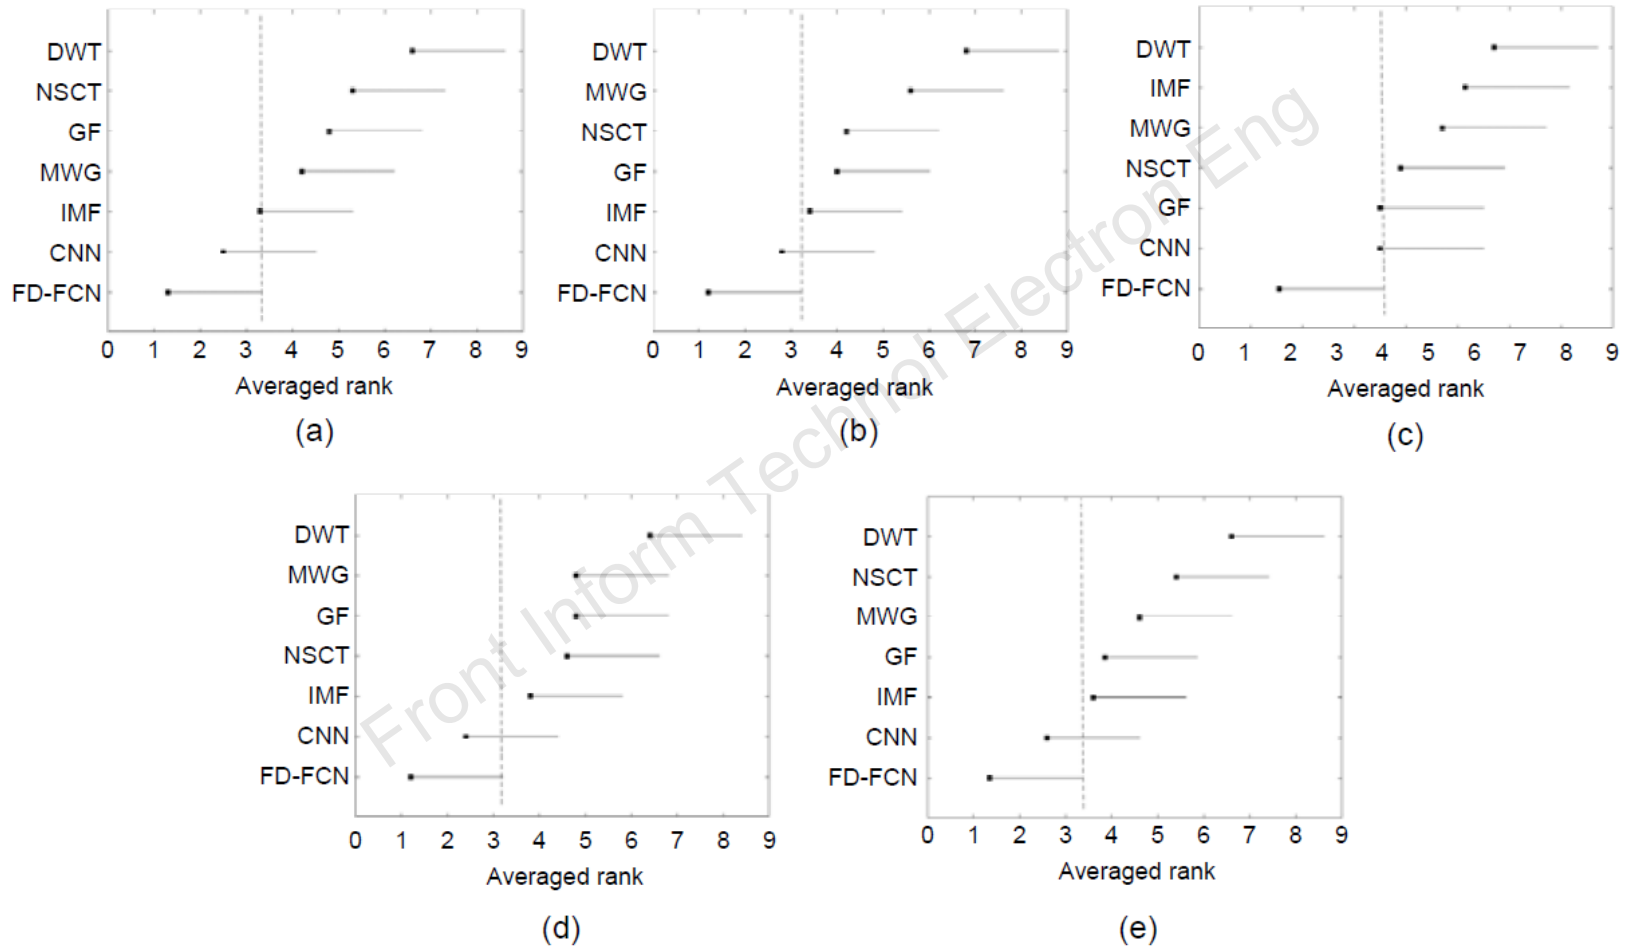 DWT
NSCT
GF
MWG
IMF
CNN
FD-FCN
0 1 2 3 4 5 6 7 8 9
Averaged rank
(a)
DWT
MWG
NSCT
GF
IMF
CNN
FD-FCN
0 1 2 3 4 5 6 7 8 9
Averaged rank
(b)
DWT
IMF
MWG
NSCT
GF
CNN
FD-FCN
0 1 2 3 4 5 6 7 8 9
Averaged rank
(c)
DWT
MWG
GF
NSCT
IMF
CNN
FD-FCN
0 1 2 3 4 5 6 7 8 9
Averaged rank
(d)
DWT
NSCT
MWG
GF
IMF
CNN
FD-FCN
0 1 2 3 4 5 6 7 8 9
Averaged rank
(e)
Front Inform Technol Electron Eng